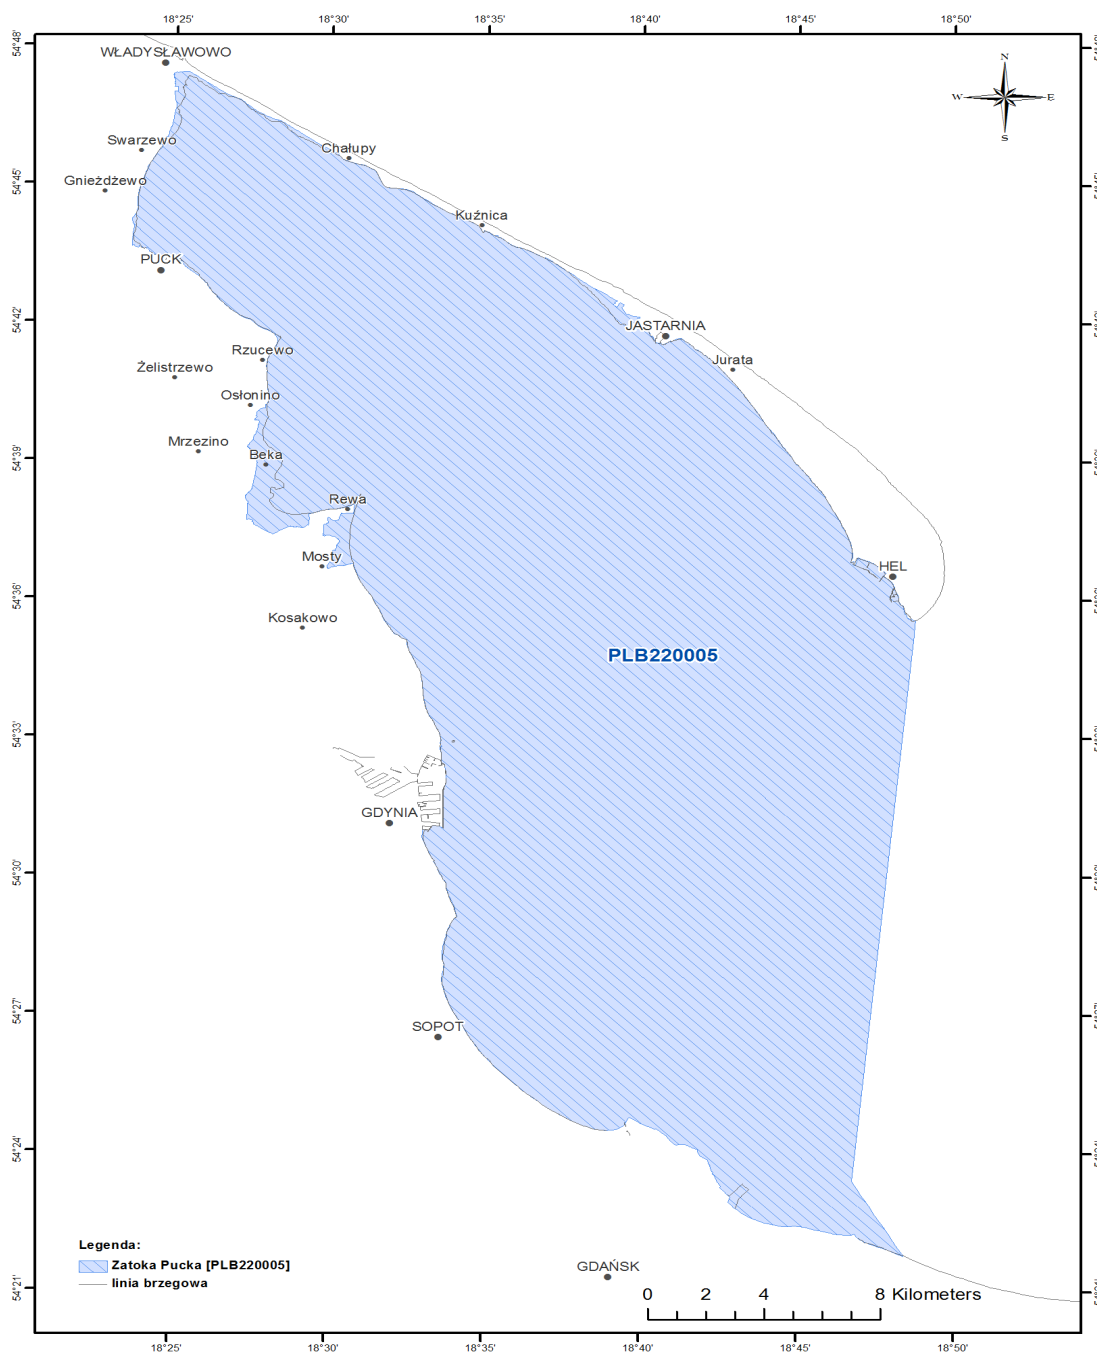 18°25' 18°30' 18°35' 18°40' 18°45' 18°50'
54°48'
WŁADYSŁAWOWO
N
W E
S
Swarzewo
Chałupy
54°45'
Gnieżdżewo
Kuźnica
PUCK
54°42'
JASTARNIA
Rzucewo
Jurata
Żelistrzewo
Osłonino
Mrzezino
54°39'
Beka
Rewa
Mosty
HEL
54°36'
Kosakowo
PLB220005
54°33'
GDYNIA
54°30'
54°27'
SOPOT
54°24'
Legenda:
Zatoka Pucka [PLB220005]
linia brzegowa
GDAŃSK
54°21'
0 2 4 8 Kilometers
18°25' 18°30' 18°35' 18°40' 18°45' 18°50'